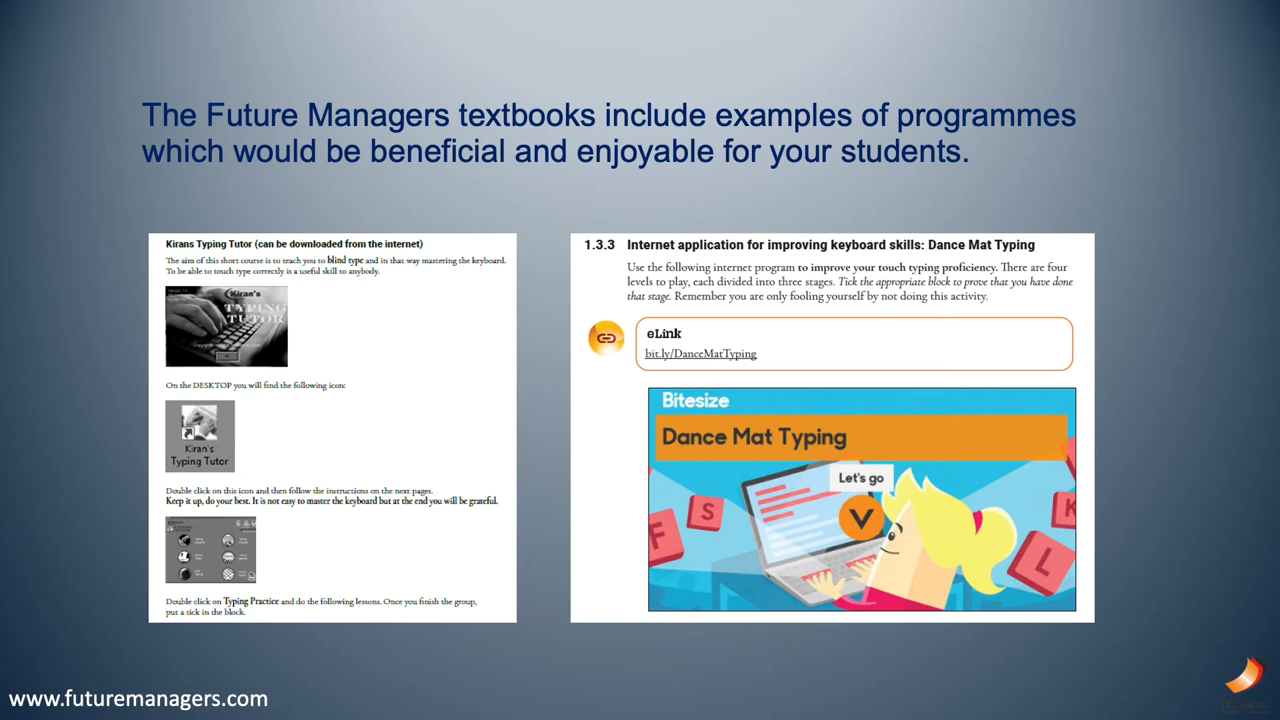 The Future Managers textbooks include examples of programmes
which would be beneficial and enjoyable for your students.
Kirans Typing Tutor (can be downloaded from the internet)
The aim of this short course is to teach you to blind type and in that way mastering the keyboard.
To be able to touch type correctly is a useful skill to anybody.
Kiran's
TYPING
TUTOR
On the DESKTOP you will find the following icon:
Kiran's
Typing Tutor
Double click on this icon and then follow the instructions on the next pages.
Keep it up, do your best. It is not easy to master the keyboard but at the end you will be grateful.
Double click on Typing Practice and do the following lessons. Once you finish the group,
put a tick in the block.
1.3.3 Internet application for improving keyboard skills: Dance Mat Typing
Use the following internet program to improve your touch typing proficiency. There are four
levels to play, each divided into three stages. Tick the appropriate block to prove that you have done
that stage. Remember you are only fooling yourself by not doing this activity.
eLink
bit.ly/DanceMatTyping
Bitesize
Dance Mat Typing
Let's go
F
S
K
L
www.futuremanagers.com